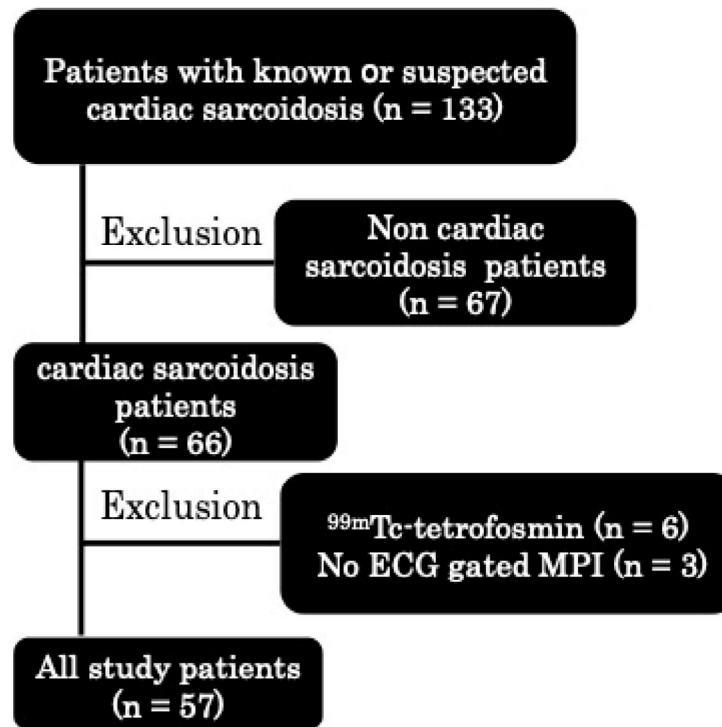 Patients with known or suspected
cardiac sarcoidosis (n = 133)
Exclusion
Non cardiac
sarcoidosis patients
(n = 67)
cardiac sarcoidosis
patients
(n = 66)
Exclusion
⁹⁹ᵐTc-tetrofosmin (n = 6)
No ECG gated MPI (n = 3)
All study patients
(n = 57)